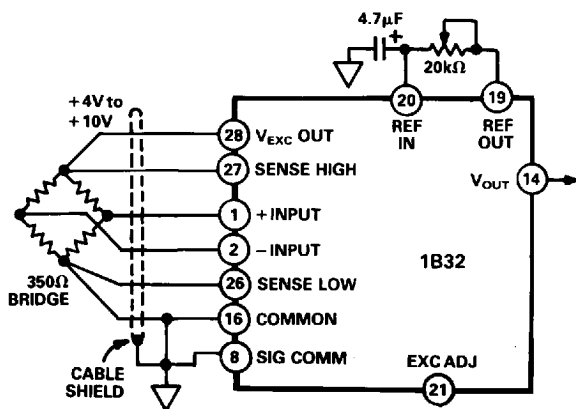 4.7µF
+
20kΩ
20
19
REF
IN
REF
OUT
+4V to
+10V
28
VEXC OUT
27
SENSE HIGH
14
VOUT
1
+INPUT
2
−INPUT
1B32
350Ω
BRIDGE
26
SENSE LOW
16
COMMON
8
SIG COMM
CABLE
SHIELD
EXC ADJ
21